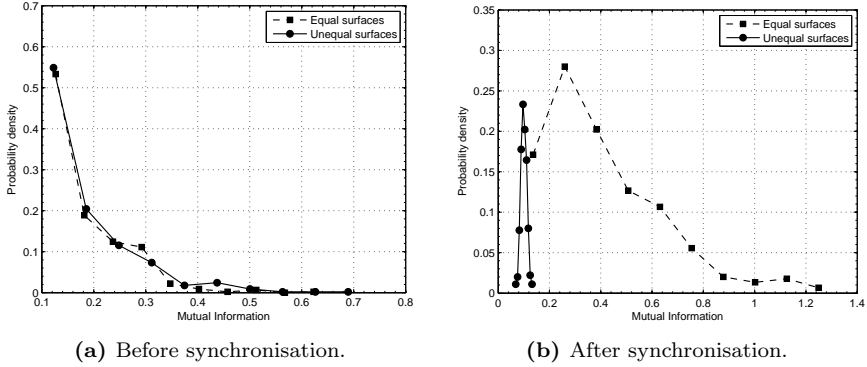 0.7
0.6
0.5
0.4
0.3
0.2
0.1
0
Probability density
Equal surfaces
Unequal surfaces
0.1 0.2 0.3 0.4 0.5 0.6 0.7 0.8
Mutual Information
(a) Before synchronisation.
0.35
0.3
0.25
0.2
0.15
0.1
0.05
0
Probability density
Equal surfaces
Unequal surfaces
0 0.2 0.4 0.6 0.8 1.0 1.2 1.4
Mutual Information
(b) After synchronisation.